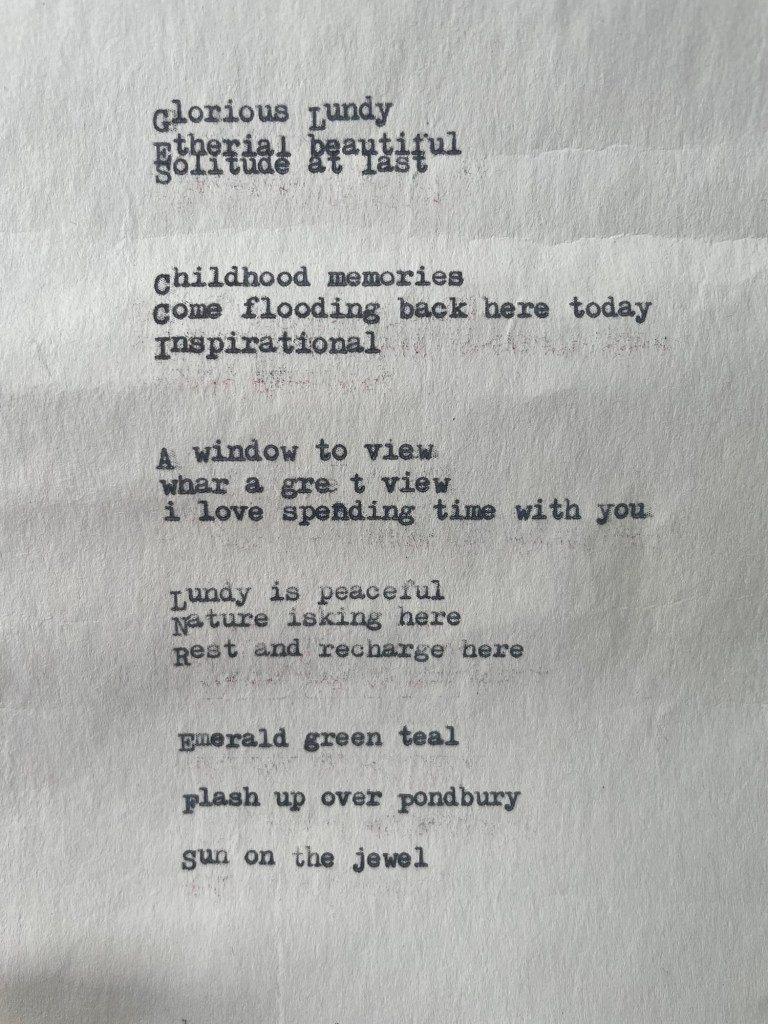 Glorious Lundy
Etherial beautiful
Solitude at last
Childhood memories
Come flooding back here today
Inspirational
A window to view
whar a gre t view
i love spending time with you
Lundy is peaceful
Nature isking here
Rest and recharge here
Emerald green teal
Flash up over Pondbury
Sun on the jewel